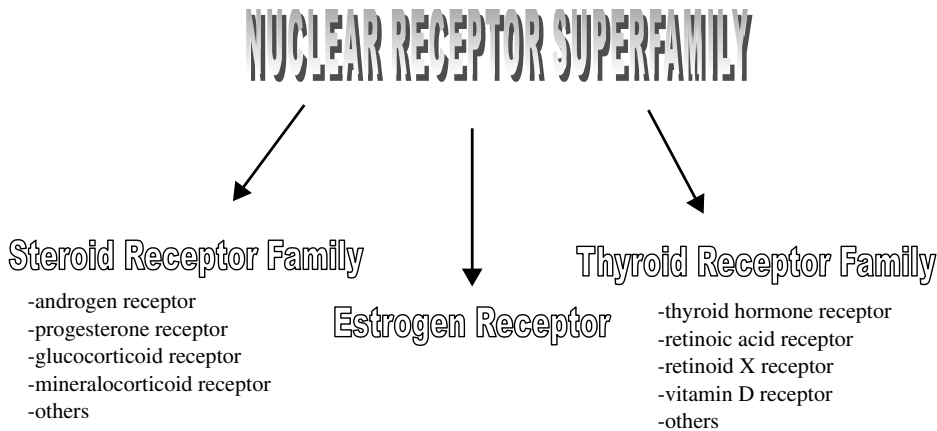 NUCLEAR RECEPTOR SUPERFAMILY
Steroid Receptor Family
-androgen receptor
-progesterone receptor
-glucocorticoid receptor
-mineralocorticoid receptor
-others
Estrogen Receptor
Thyroid Receptor Family
-thyroid hormone receptor
-retinoic acid receptor
-retinoid X receptor
-vitamin D receptor
-others